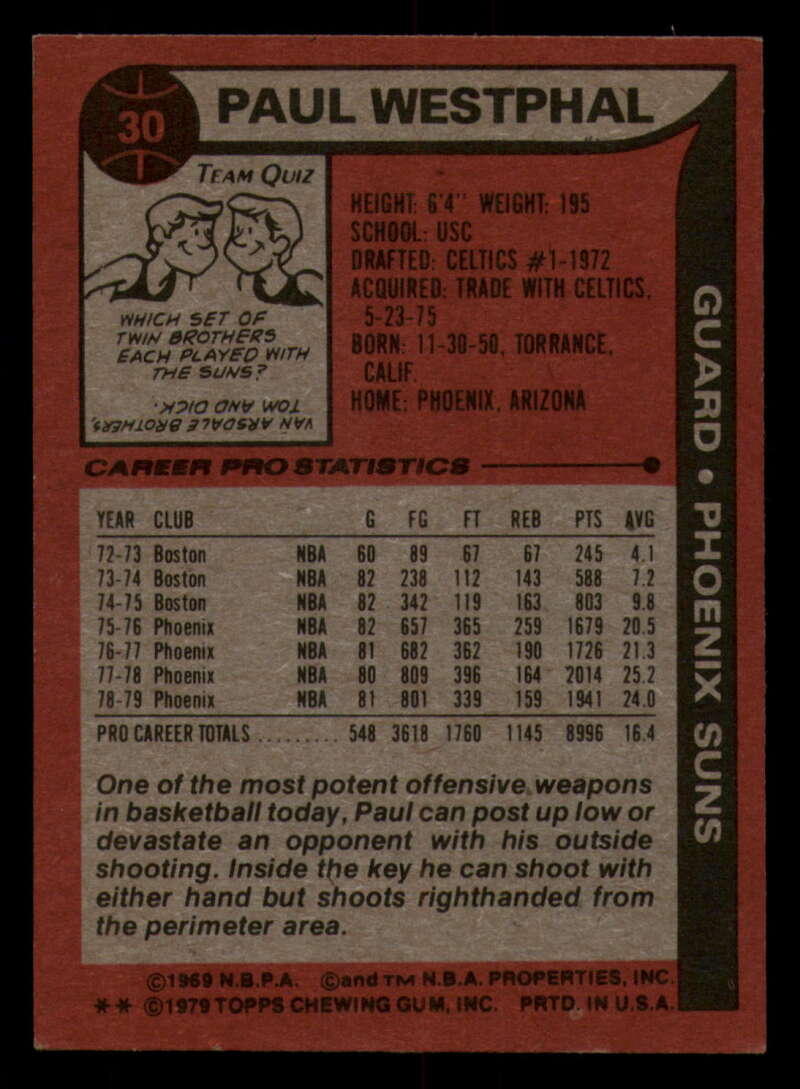 30
PAUL WESTPHAL
TEAM QUIZ
WHICH SET OF
TWIN BROTHERS
EACH PLAYED WITH
THE SUNS?
VAN ARSDALE BROTHERS,
TOM AND DICK.
HEIGHT: 6'4" WEIGHT: 195
SCHOOL: USC
DRAFTED: CELTICS #1-1972
ACQUIRED: TRADE WITH CELTICS,
5-23-75
BORN: 11-30-50, TORRANCE,
CALIF.
HOME: PHOENIX, ARIZONA
GUARD • PHOENIX SUNS
CAREER PRO STATISTICS
YEAR CLUB G FG FT REB PTS AVG
72-73 Boston NBA 60 89 67 67 245 4.1
73-74 Boston NBA 82 238 112 143 588 7.2
74-75 Boston NBA 82 342 119 163 803 9.8
75-76 Phoenix NBA 82 657 365 259 1679 20.5
76-77 Phoenix NBA 81 682 362 190 1726 21.3
77-78 Phoenix NBA 80 809 396 164 2014 25.2
78-79 Phoenix NBA 81 801 339 159 1941 24.0
PRO CAREER TOTALS ......... 548 3618 1760 1145 8996 16.4
One of the most potent offensive weapons
in basketball today, Paul can post up low or
devastate an opponent with his outside
shooting. Inside the key he can shoot with
either hand but shoots righthanded from
the perimeter area.
©1969 N.B.P.A. ©and TM N.B.A. PROPERTIES, INC.
** ©1979 TOPPS CHEWING GUM, INC. PRTD. IN U.S.A.